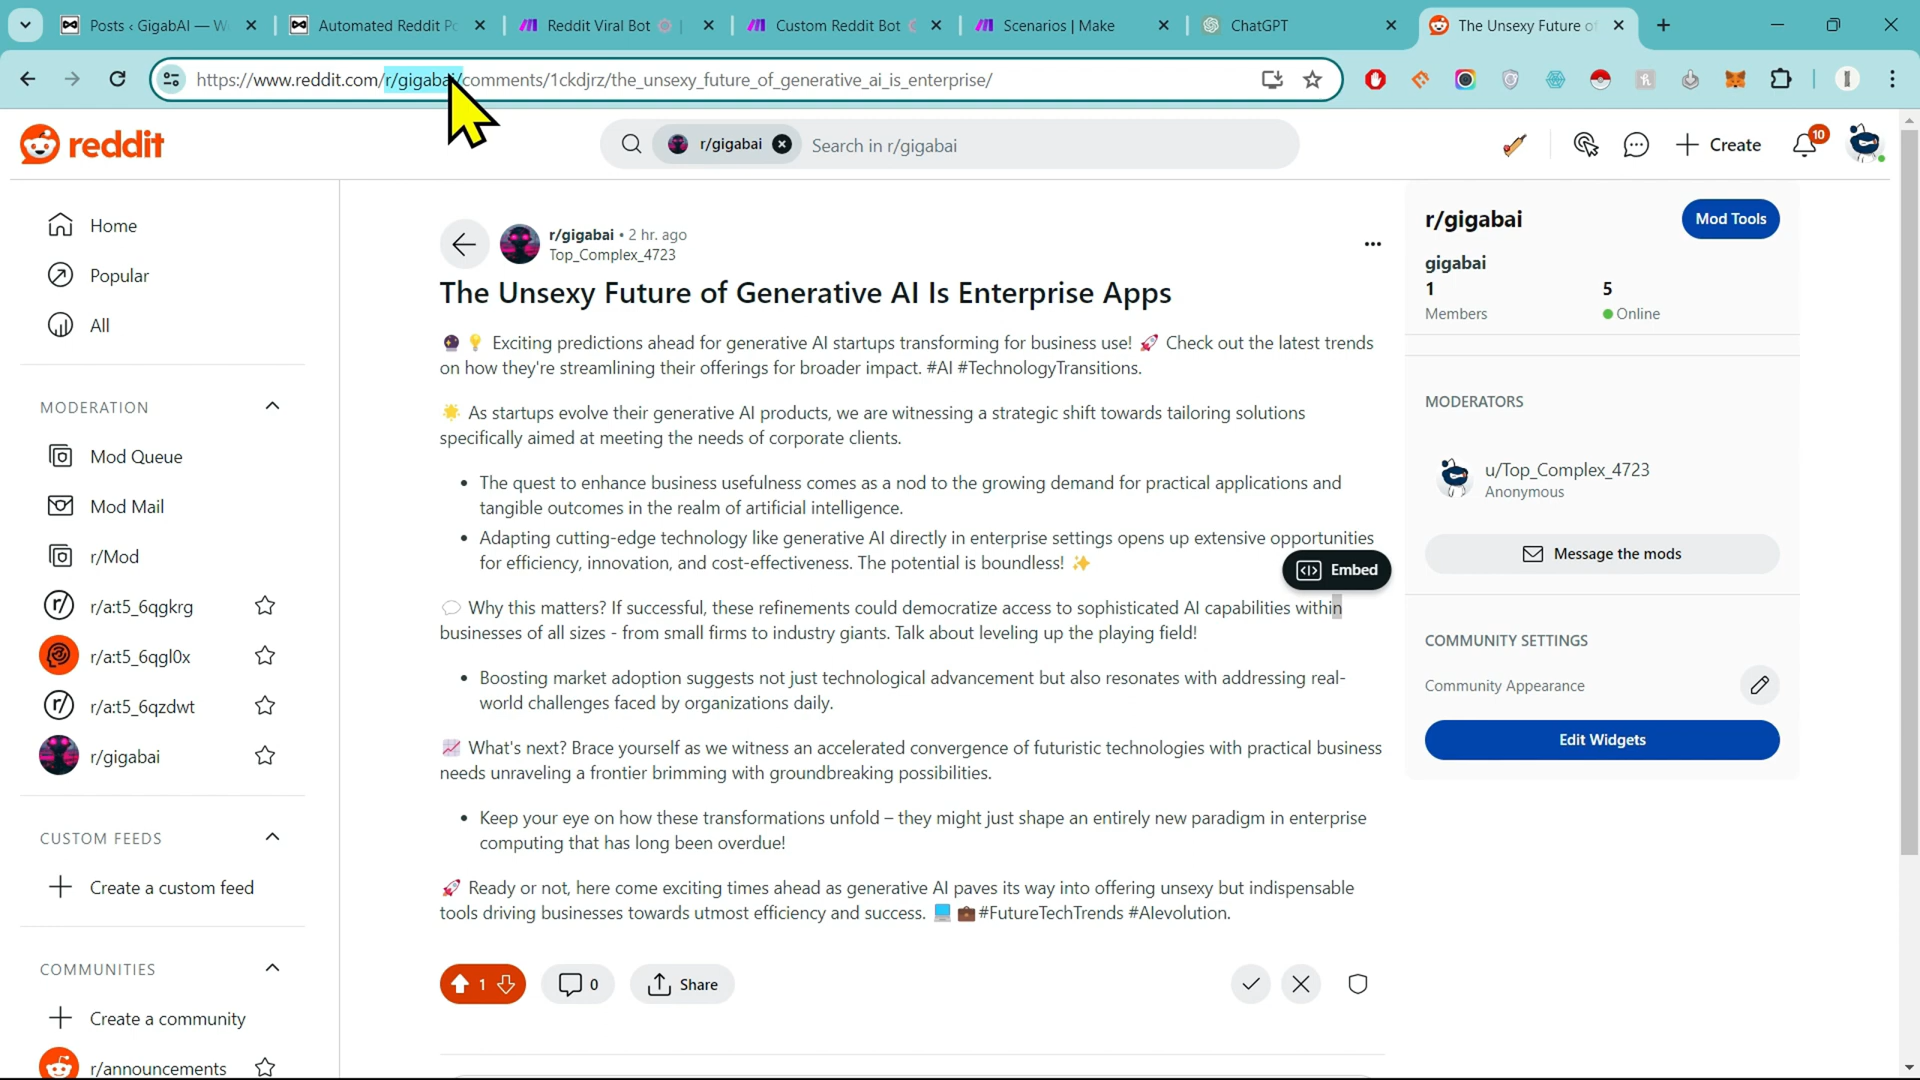 Posts ‹ GigabAI — W
Automated Reddit Po
Reddit Viral Bot
Custom Reddit Bot
Scenarios | Make
ChatGPT
The Unsexy Future of
https://www.reddit.com/r/gigabai/comments/1ckdjrz/the_unsexy_future_of_generative_ai_is_enterprise/
reddit
r/gigabai
Search in r/gigabai
Create
10
Home
Popular
All
MODERATION
Mod Queue
Mod Mail
r/Mod
r/a:t5_6qgkrg
r/a:t5_6qgl0x
r/a:t5_6qzdwt
r/gigabai
CUSTOM FEEDS
Create a custom feed
COMMUNITIES
Create a community
r/announcements
r/gigabai • 2 hr. ago
Top_Complex_4723
The Unsexy Future of Generative AI Is Enterprise Apps
🔮 💡 Exciting predictions ahead for generative AI startups transforming for business use! 🚀 Check out the latest trends
on how they're streamlining their offerings for broader impact. #AI #TechnologyTransitions.
🌟 As startups evolve their generative AI products, we are witnessing a strategic shift towards tailoring solutions
specifically aimed at meeting the needs of corporate clients.
• The quest to enhance business usefulness comes as a nod to the growing demand for practical applications and
tangible outcomes in the realm of artificial intelligence.
• Adapting cutting-edge technology like generative AI directly in enterprise settings opens up extensive opportunities
for efficiency, innovation, and cost-effectiveness. The potential is boundless! ✨
Embed
💬 Why this matters? If successful, these refinements could democratize access to sophisticated AI capabilities within
businesses of all sizes - from small firms to industry giants. Talk about leveling up the playing field!
• Boosting market adoption suggests not just technological advancement but also resonates with addressing real-
world challenges faced by organizations daily.
📈 What's next? Brace yourself as we witness an accelerated convergence of futuristic technologies with practical business
needs unraveling a frontier brimming with groundbreaking possibilities.
• Keep your eye on how these transformations unfold – they might just shape an entirely new paradigm in enterprise
computing that has long been overdue!
🚀 Ready or not, here come exciting times ahead as generative AI paves its way into offering unsexy but indispensable
tools driving businesses towards utmost efficiency and success. 💻 💼 #FutureTechTrends #AIevolution.
1
0
Share
r/gigabai
Mod Tools
gigabai
1
5
Members
Online
MODERATORS
u/Top_Complex_4723
Anonymous
Message the mods
COMMUNITY SETTINGS
Community Appearance
Edit Widgets